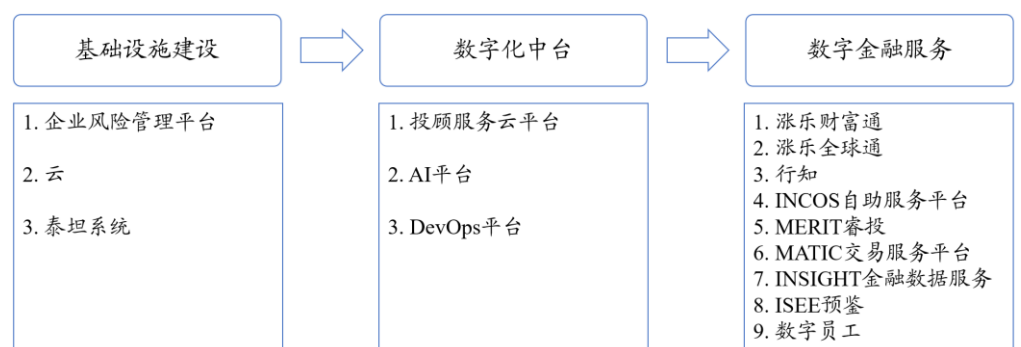 基础设施建设
数字化中台
数字金融服务
1. 企业风险管理平台
2. 云
3. 泰坦系统
1. 投顾服务云平台
2. AI平台
3. DevOps平台
1. 涨乐财富通
2. 涨乐全球通
3. 行知
4. INCOS自助服务平台
5. MERIT睿投
6. MATIC交易服务平台
7. INSIGHT金融数据服务
8. ISEE预鉴
9. 数字员工